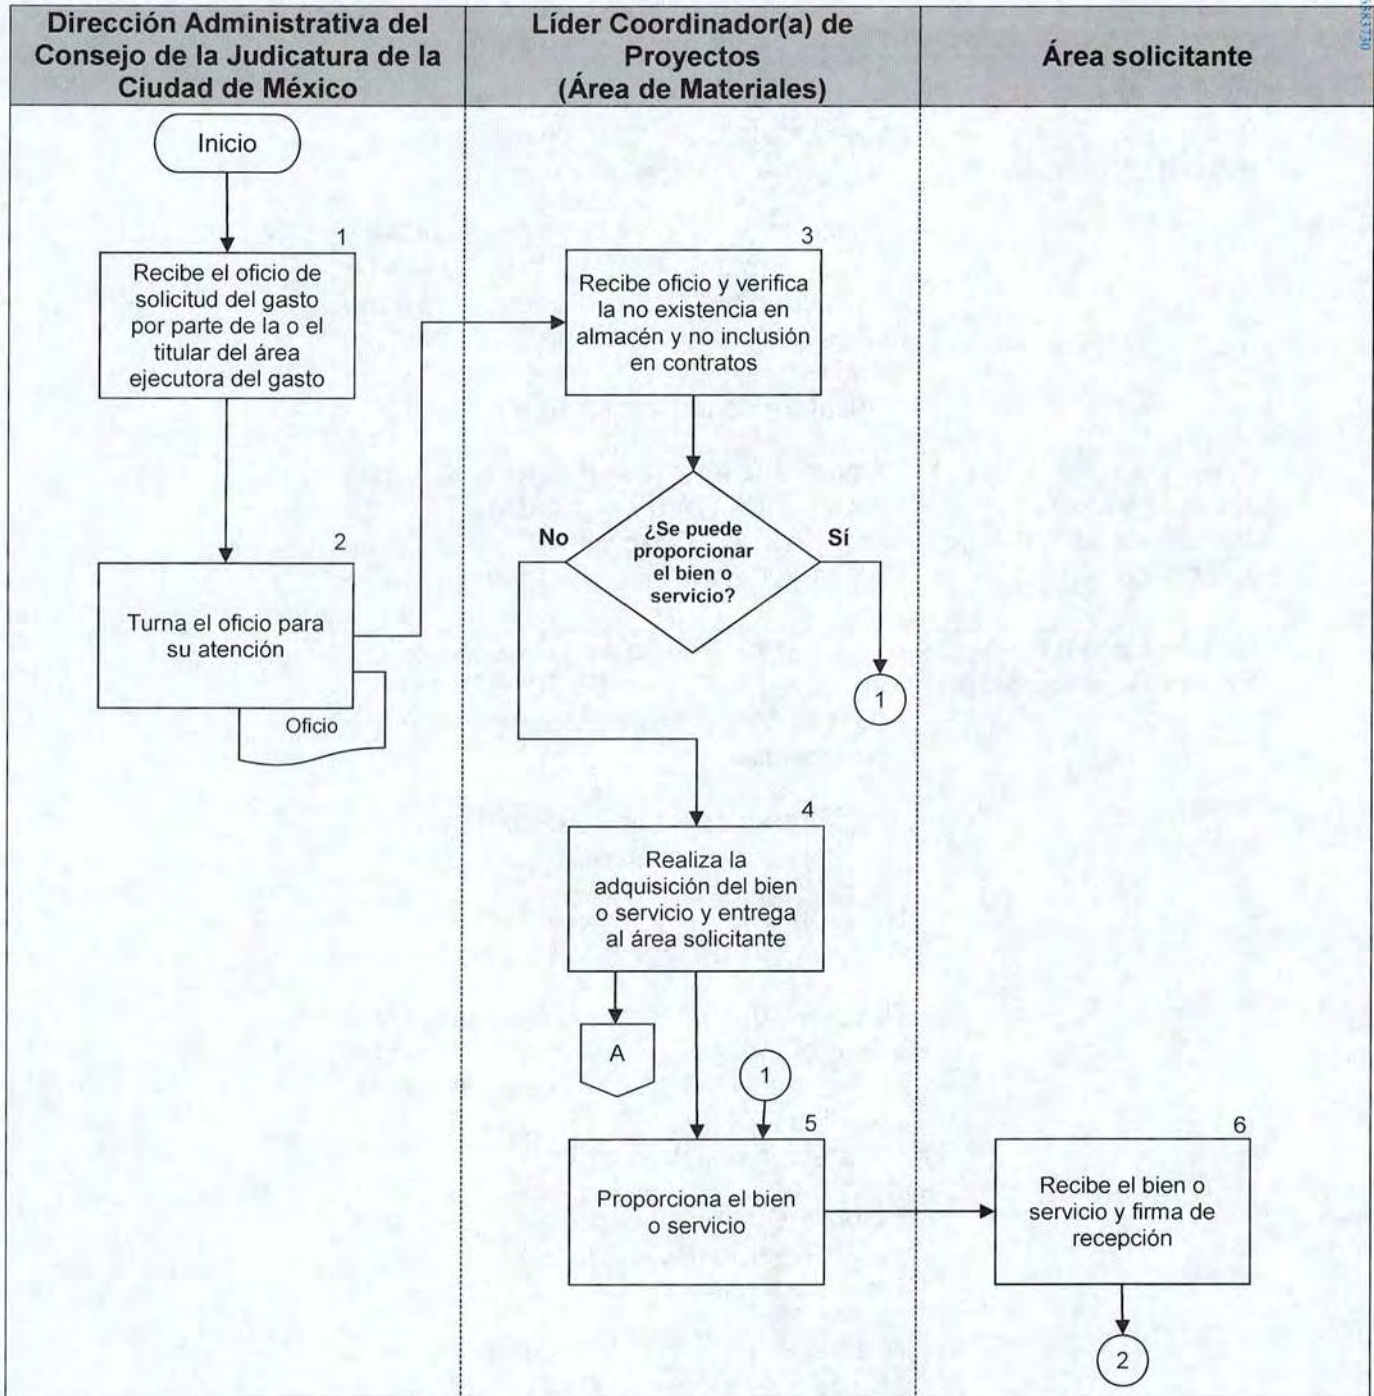 Dirección Administrativa del
Consejo de la Judicatura de la
Ciudad de México
Líder Coordinador(a) de
Proyectos
(Área de Materiales)
Área solicitante
Inicio
1
Recibe el oficio de
solicitud del gasto
por parte de la o el
titular del área
ejecutora del gasto
2
Turna el oficio para
su atención
Oficio
3
Recibe oficio y verifica
la no existencia en
almacén y no inclusión
en contratos
No
¿Se puede
proporcionar
el bien o
servicio?
Sí
1
4
Realiza la
adquisición del bien
o servicio y entrega
al área solicitante
A
1
5
Proporciona el bien
o servicio
6
Recibe el bien o
servicio y firma de
recepción
2